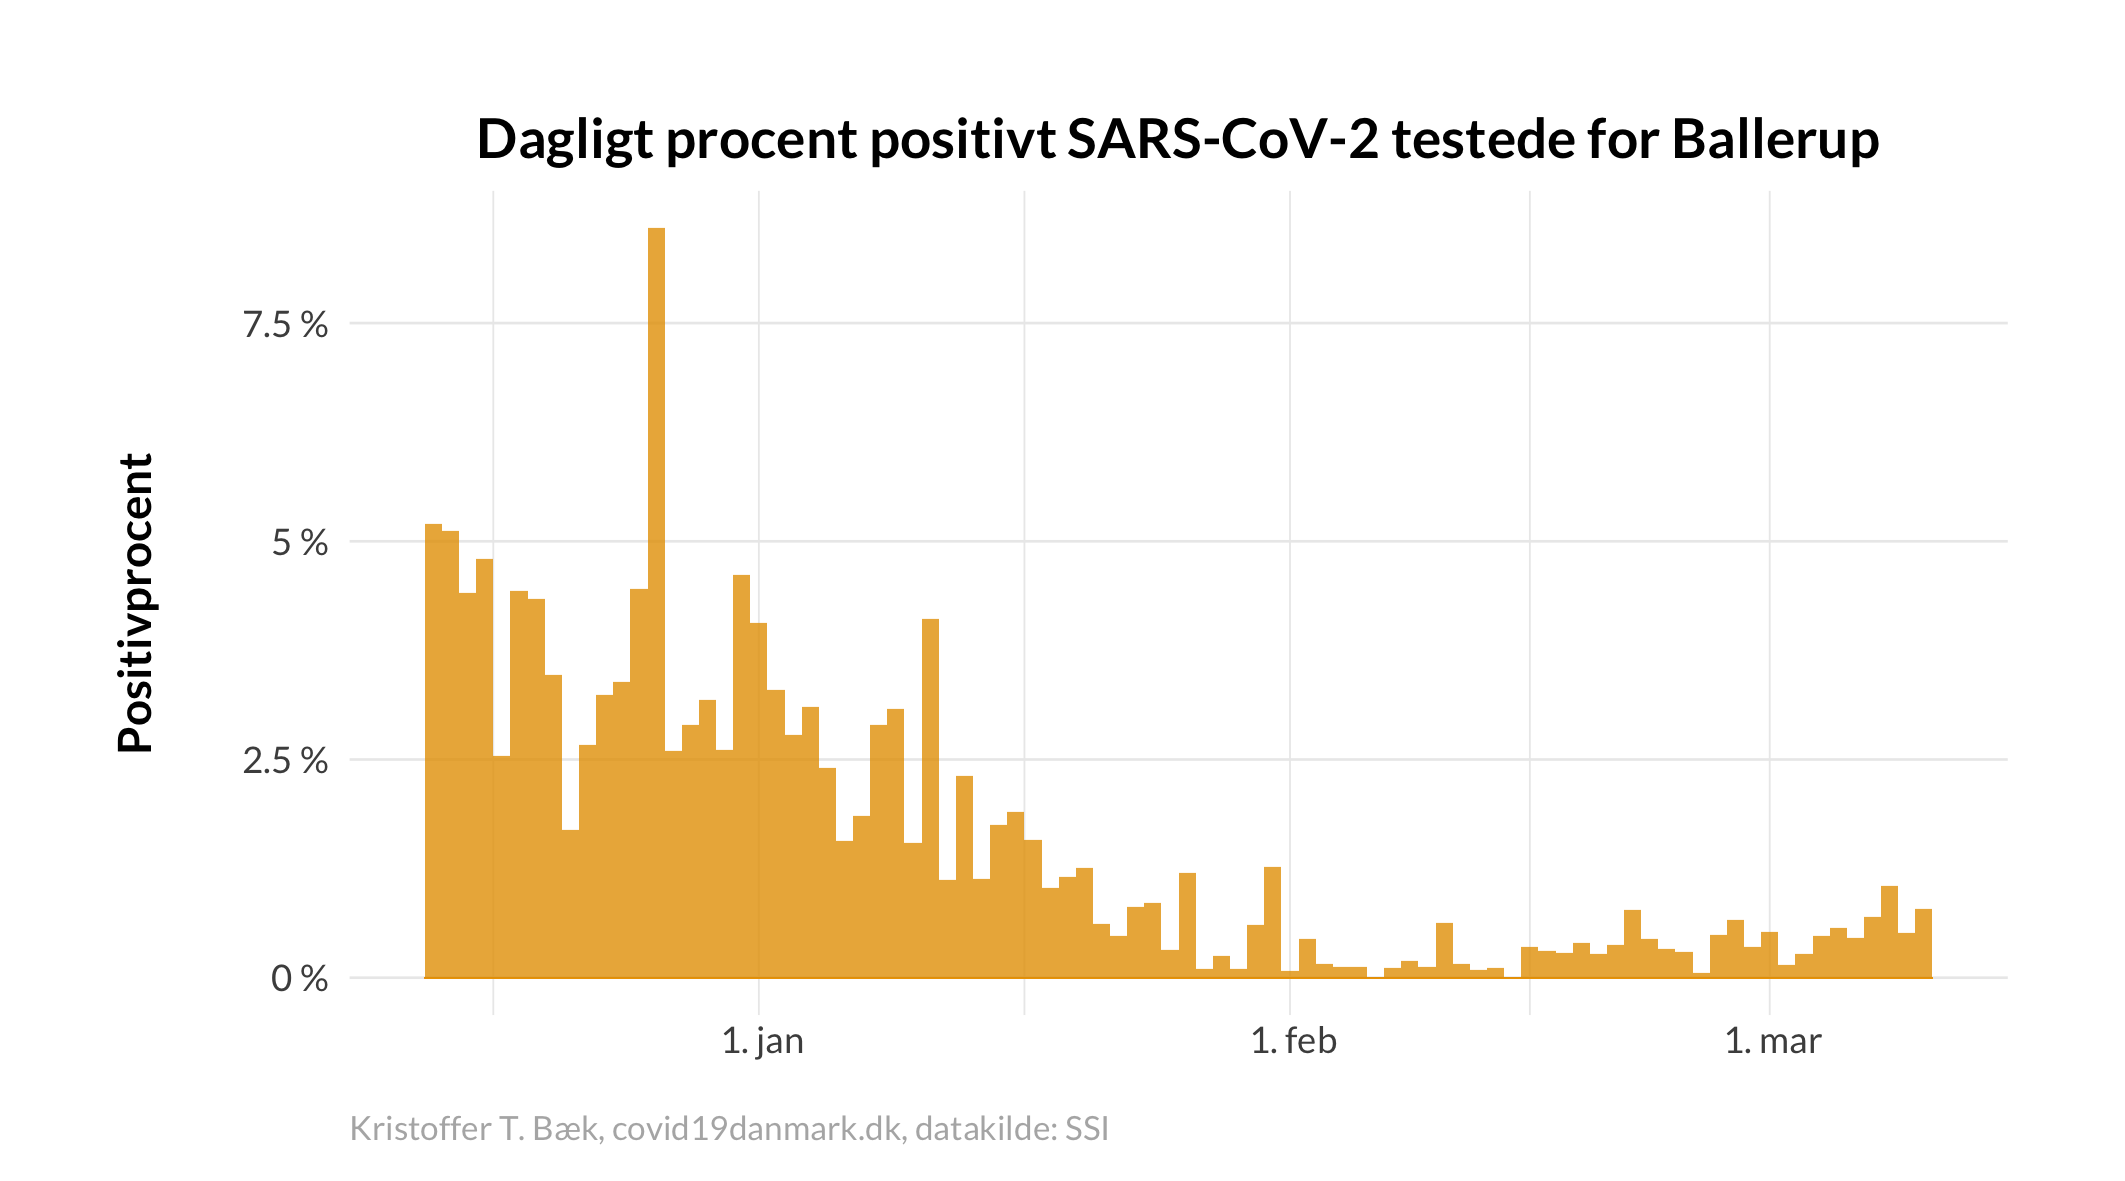 Dagligt procent positivt SARS-CoV-2 testede for Ballerup
Positivprocent
7.5 %
5 %
2.5 %
0 %
1. jan
1. feb
1. mar
Kristoffer T. Bæk, covid19danmark.dk, datakilde: SSI